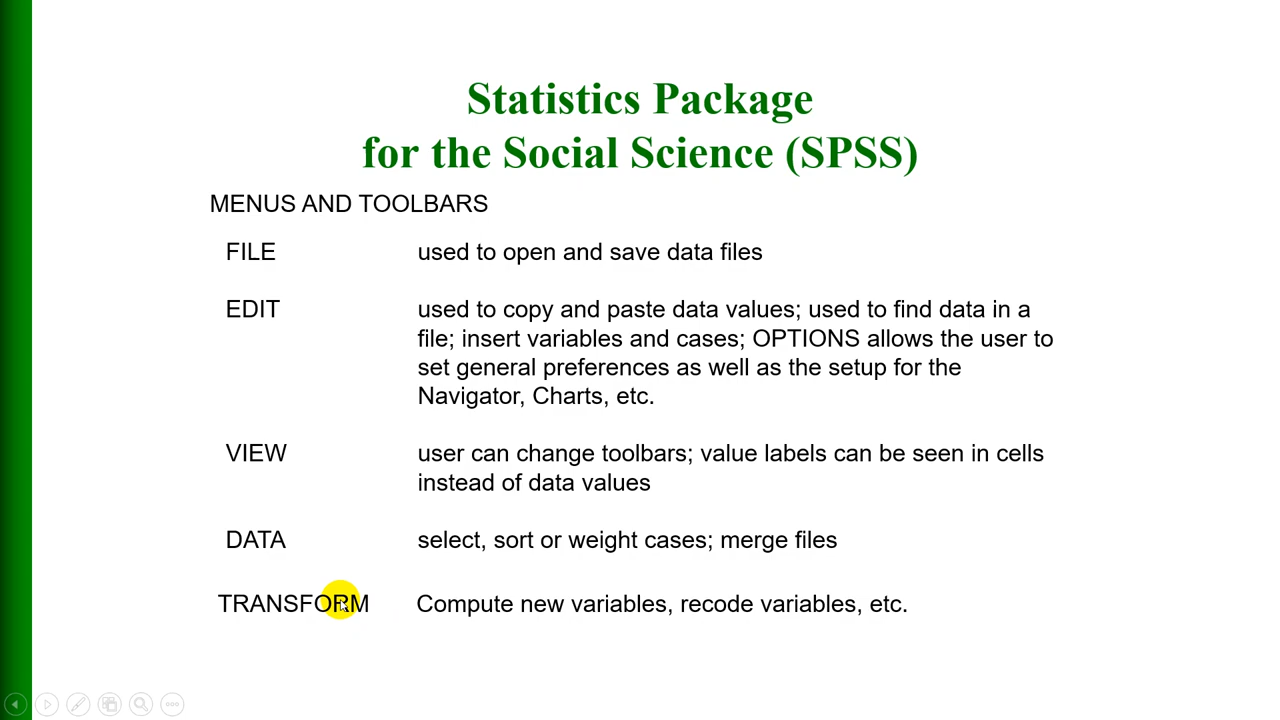 Statistics Package
for the Social Science (SPSS)
MENUS AND TOOLBARS
FILE used to open and save data files
EDIT used to copy and paste data values; used to find data in a
file; insert variables and cases; OPTIONS allows the user to
set general preferences as well as the setup for the
Navigator, Charts, etc.
VIEW user can change toolbars; value labels can be seen in cells
instead of data values
DATA select, sort or weight cases; merge files
TRANSFORM Compute new variables, recode variables, etc.